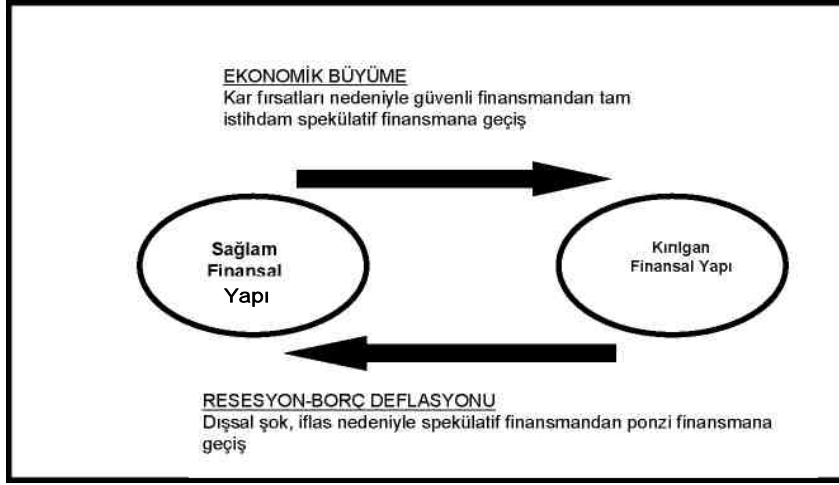 EKONOMİK BÜYÜME
Kar fırsatları nedeniyle güvenli finansmandan tam
istihdam spekülatif finansmana geçiş
Sağlam
Finansal
Yapı
Kırılgan
Finansal Yapı
RESESYON-BORÇ DEFLASYONU
Dışsal şok, iflas nedeniyle spekülatif finansmandan ponzi finansmana
geçiş